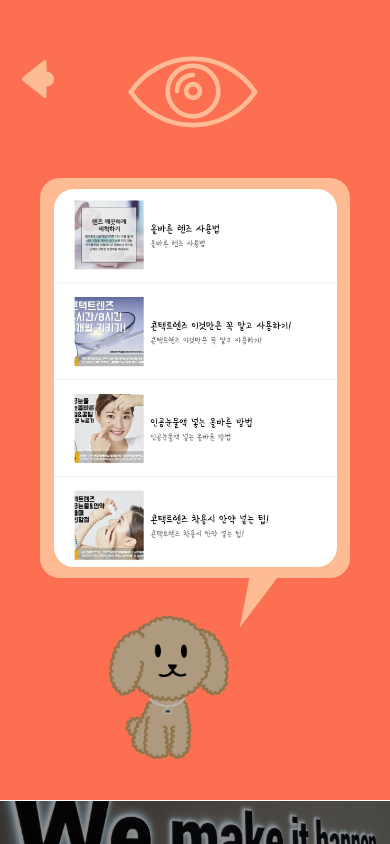 렌즈 깨끗하게
세척하기
올바른 렌즈 사용법
올바른 렌즈 사용법
콘택트렌즈
시간/8시간
개월 지키기!
콘택트렌즈 이것만은 꼭 알고 사용하기!
콘택트렌즈 이것만은 꼭 알고 사용하기!
인공눈물액 넣는 올바른 방법
인공눈물액 넣는 올바른 방법
택트렌즈
콘택트렌즈 착용시 안약 넣는 팁!
콘택트렌즈 착용시 안약 넣는 팁!
We make it happen